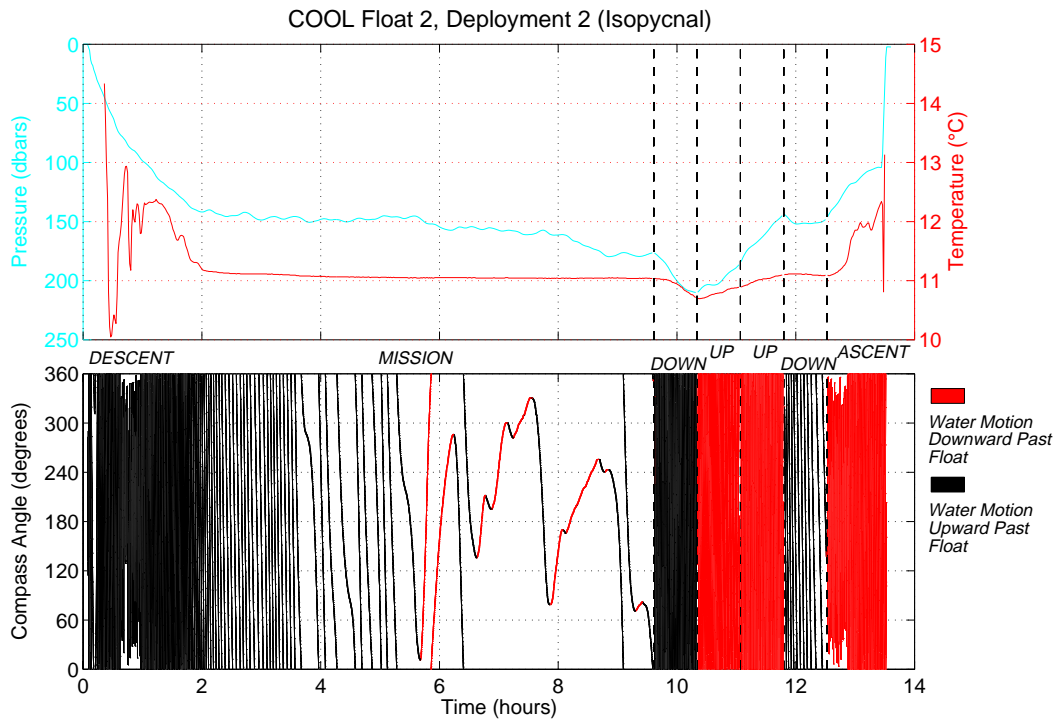 COOL Float 2, Deployment 2 (Isopycnal)
0
50
100
150
200
250
Pressure (dbars)
15
14
13
12
11
10
Temperature (°C)
DESCENT
MISSION
DOWN
UP
UP
DOWN
ASCENT
360
300
240
180
120
60
0
Compass Angle (degrees)
Water Motion
Downward Past
Float
Water Motion
Upward Past
Float
0
2
4
6
8
10
12
14
Time (hours)